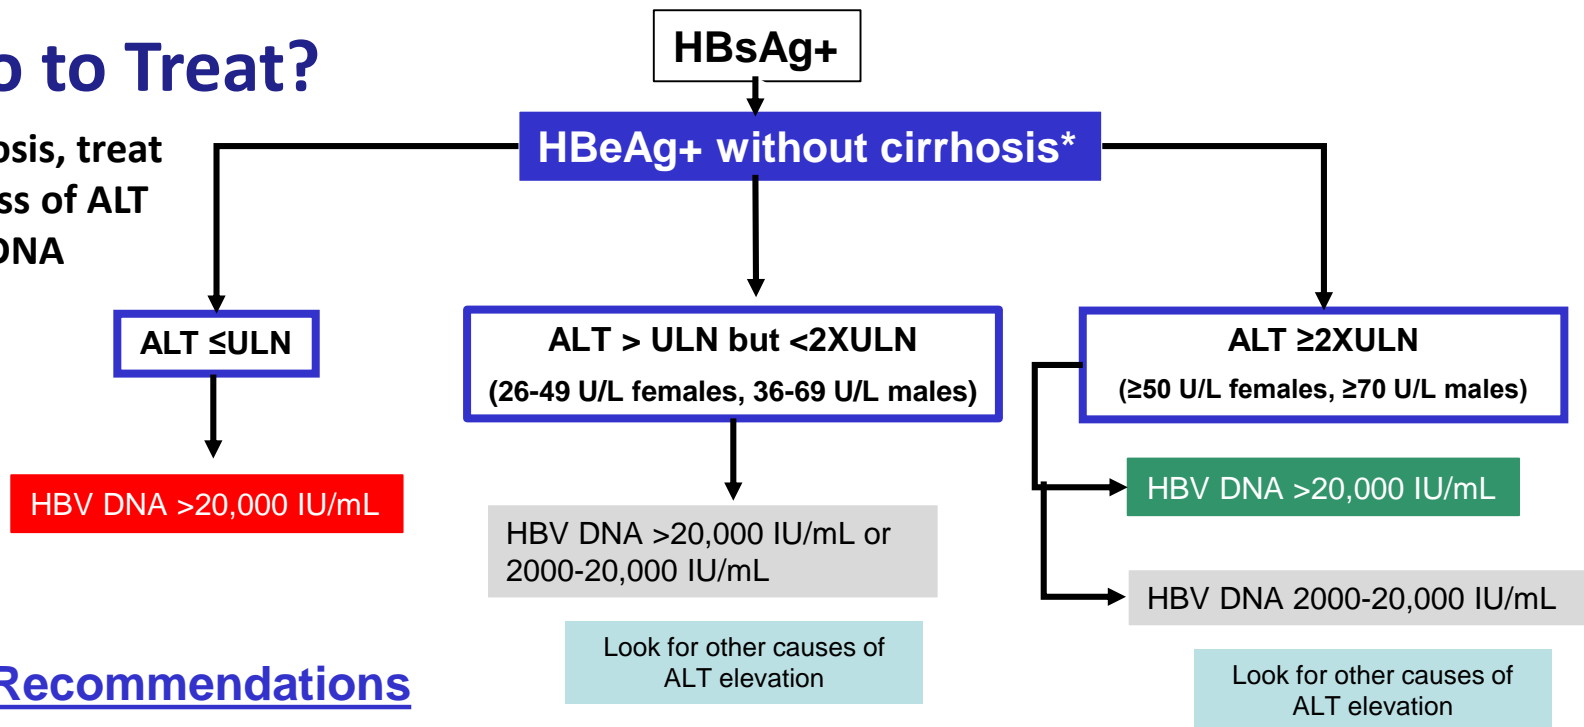 to Treat?
HBsAg+
HBeAg+ without cirrhosis*
treat
of ALT
DNA
ALT ≤ULN
ALT > ULN but <2XULN
(26-49 U/L females, 36-69 U/L males)
ALT ≥2XULN
(≥50 U/L females, ≥70 U/L males)
HBV DNA >20,000 IU/mL
HBV DNA >20,000 IU/mL or
2000-20,000 IU/mL
HBV DNA >20,000 IU/mL
HBV DNA 2000-20,000 IU/mL
Look for other causes of
ALT elevation
Look for other causes of
ALT elevation
Recommendations